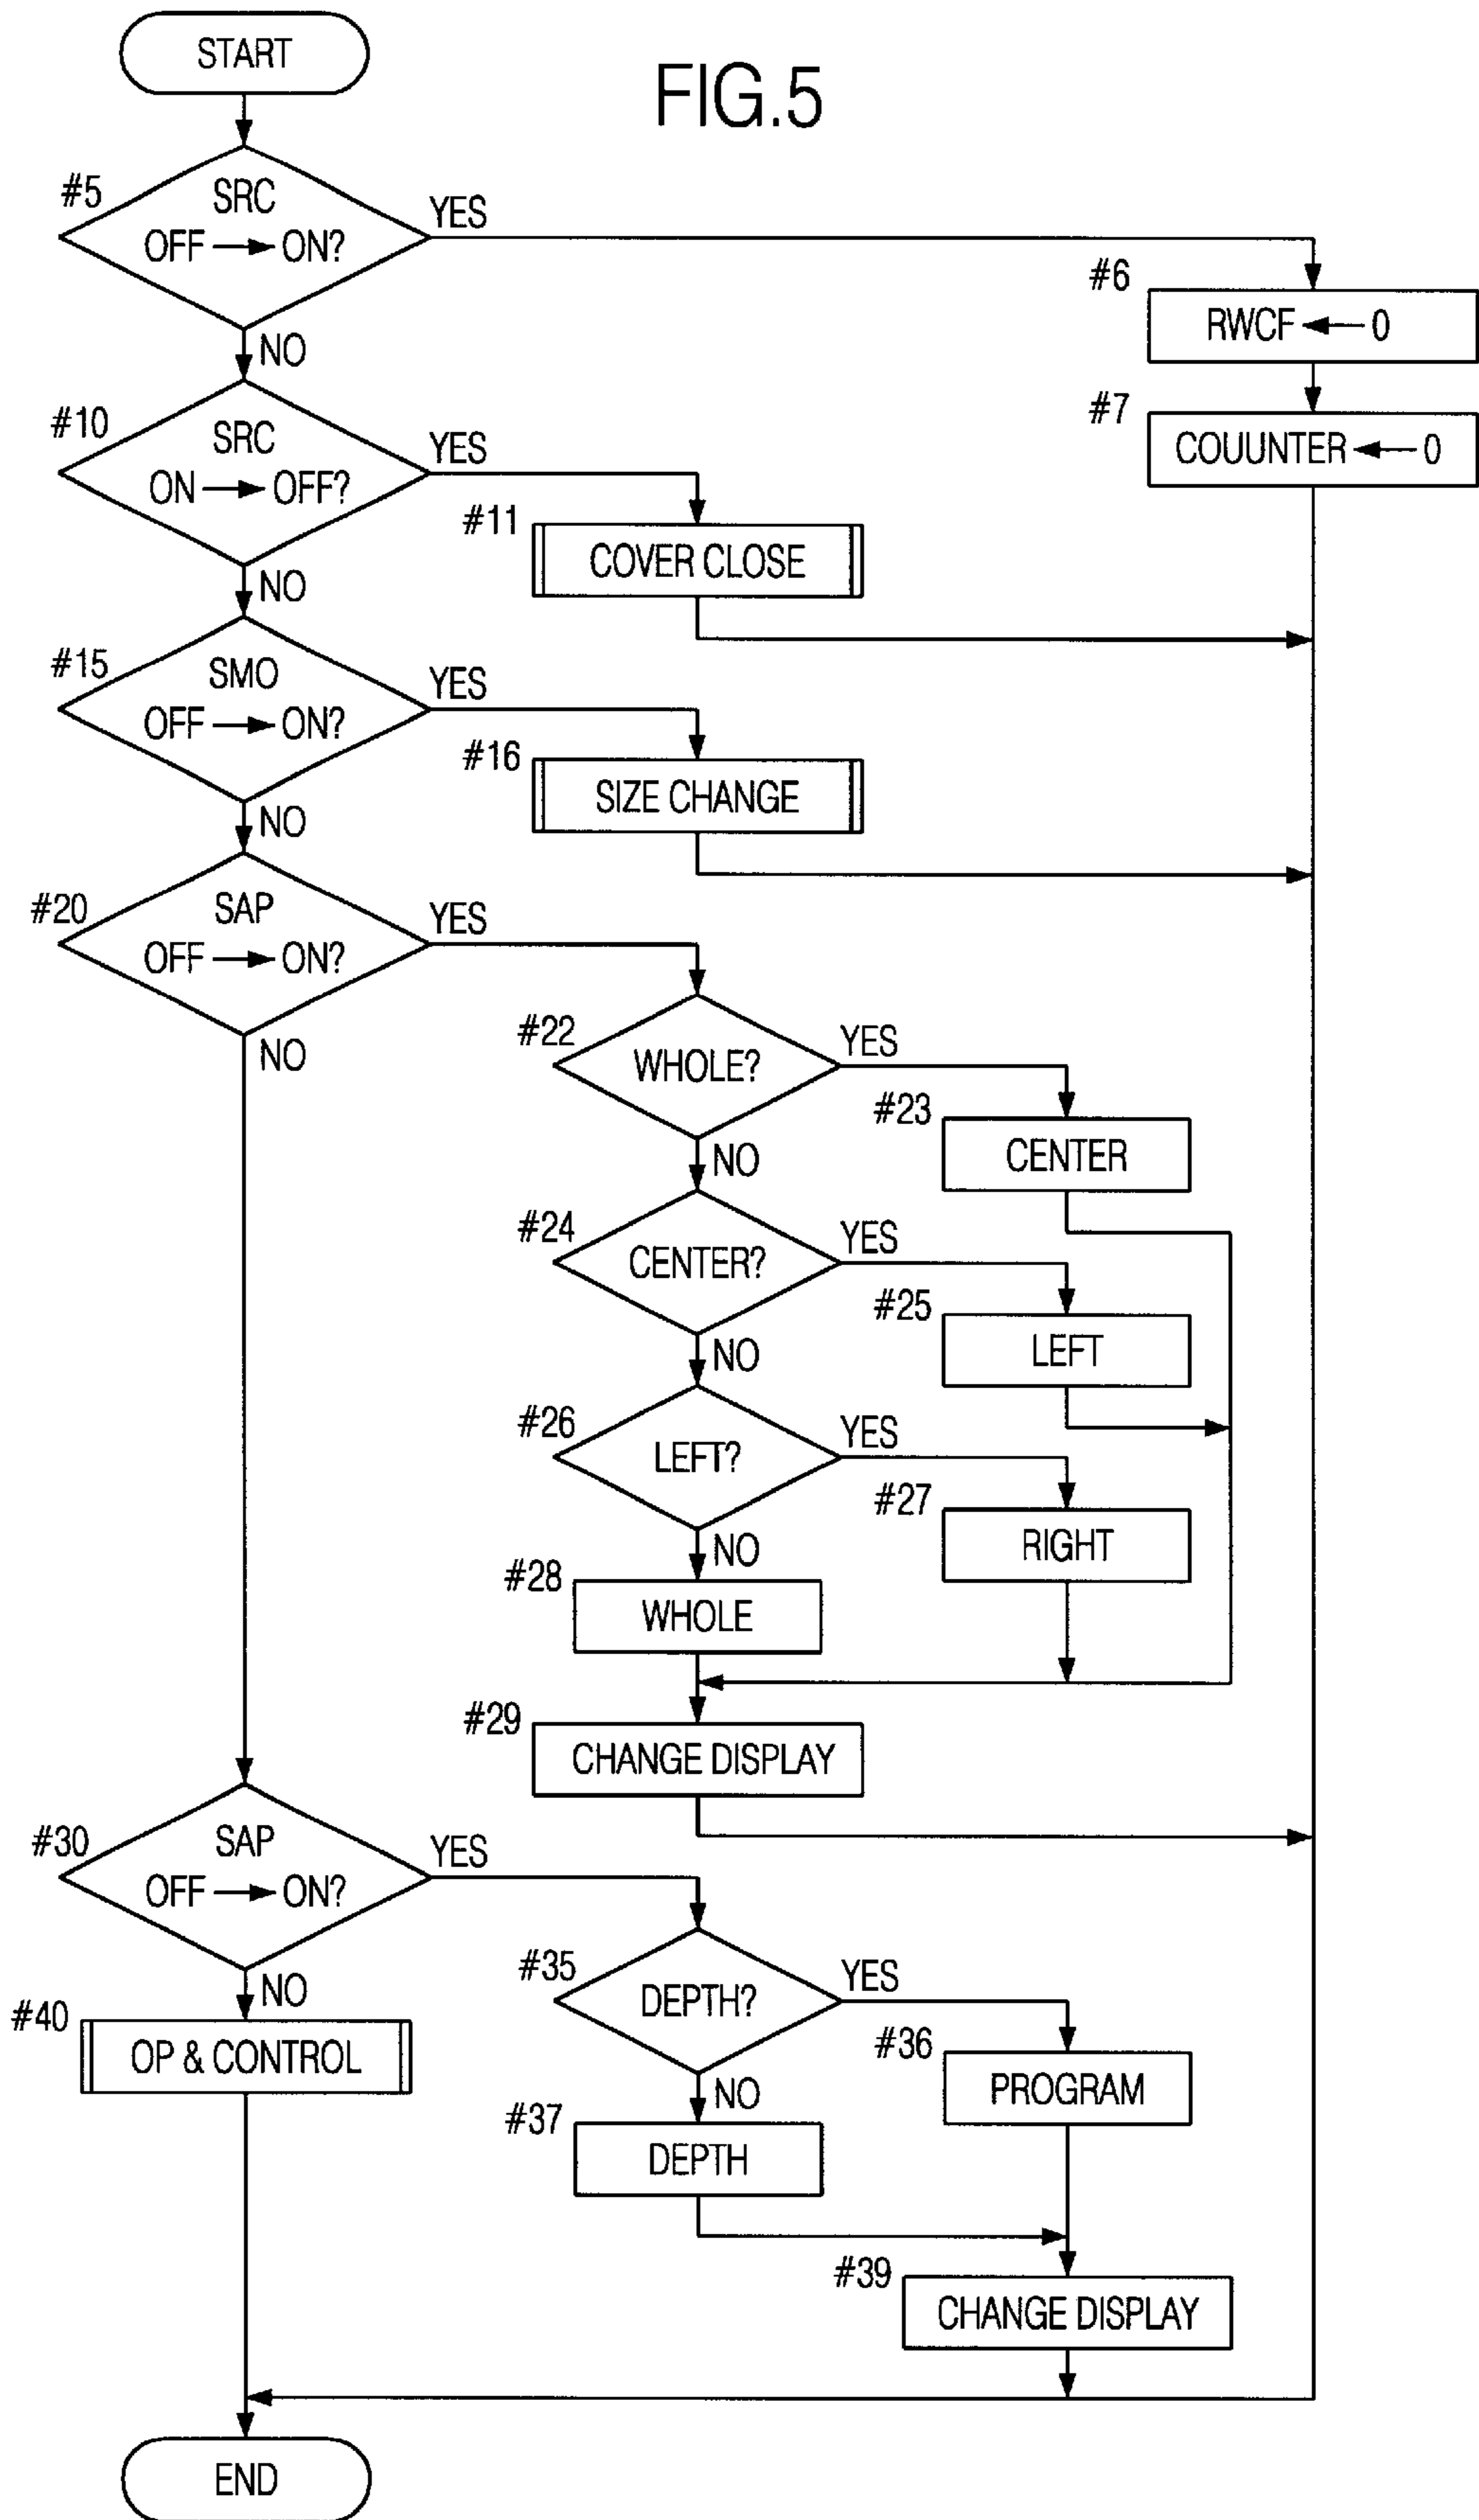 START
FIG.5
#5
SRC
OFF → ON?
YES
NO
#6
RWCF ← 0
#7
COUUNTER ← 0
#10
SRC
ON → OFF?
YES
NO
#11
COVER CLOSE
#15
SMO
OFF → ON?
YES
NO
#16
SIZE CHANGE
#20
SAP
OFF → ON?
YES
NO
#22
WHOLE?
YES
NO
#23
CENTER
#24
CENTER?
YES
NO
#25
LEFT
#26
LEFT?
YES
NO
#27
RIGHT
#28
WHOLE
#29
CHANGE DISPLAY
#30
SAP
OFF → ON?
YES
NO
#35
DEPTH?
YES
NO
#36
PROGRAM
#37
DEPTH
#39
CHANGE DISPLAY
#40
OP & CONTROL
END